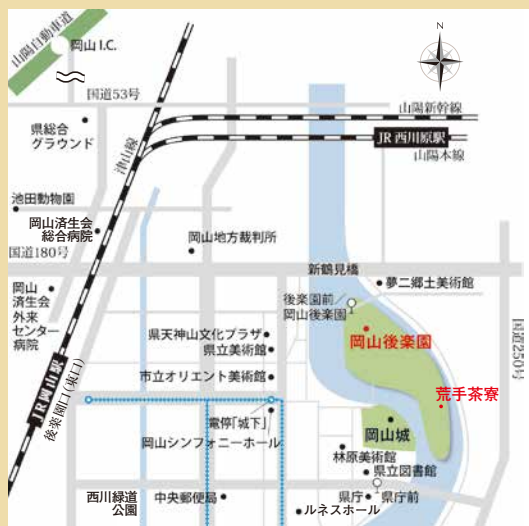 山陽自動車道
岡山 I.C.
N
国道53号
県総合
グラウンド
津山線
山陽新幹線
JR 西川原駅
山陽本線
池田動物園
岡山済生会
総合病院
国道180号
岡山地方裁判所
新鶴見橋
夢二郷土美術館
後楽園前／
岡山後楽園
岡山
済生会
外来
センター
病院
県天神山文化プラザ
県立美術館
市立オリエント美術館
岡山後楽園
国道250号
荒手茶寮
JR岡山駅
後楽園口(東口)
電停「城下」
岡山シンフォニーホール
岡山城
林原美術館
県立図書館
西川緑道
公園
中央郵便局
県庁
県庁前
ルネスホール